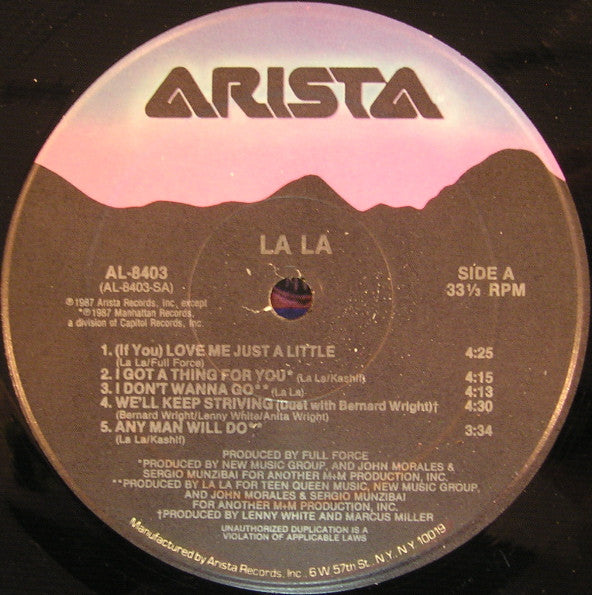 ARISTA
LA LA
AL-8403
(AL-8403-SA)
SIDE A
33⅓ RPM
℗1987 Arista Records, Inc., except
*℗1987 Manhattan Records,
a division of Capitol Records, Inc.
1. (If You) LOVE ME JUST A LITTLE 4:25
(La La/Full Force)
2. I GOT A THING FOR YOU* (La La/Kashif) 4:15
3. I DON'T WANNA GO** (La La) 4:13
4. WE'LL KEEP STRIVING (Duet with Bernard Wright)† 4:30
(Bernard Wright/Lenny White/Anita Wright)
5. ANY MAN WILL DO** 3:34
(La La/Kashif)
PRODUCED BY FULL FORCE
*PRODUCED BY NEW MUSIC GROUP, AND JOHN MORALES &
SERGIO MUNZIBAI FOR ANOTHER M+M PRODUCTION, INC.
**PRODUCED BY LA LA FOR TEEN QUEEN MUSIC, NEW MUSIC GROUP,
AND JOHN MORALES & SERGIO MUNZIBAI
FOR ANOTHER M+M PRODUCTION, INC.
†PRODUCED BY LENNY WHITE AND MARCUS MILLER
UNAUTHORIZED DUPLICATION IS A
VIOLATION OF APPLICABLE LAWS
Manufactured by Arista Records, Inc., 6 W 57th St., N.Y., N.Y. 10019